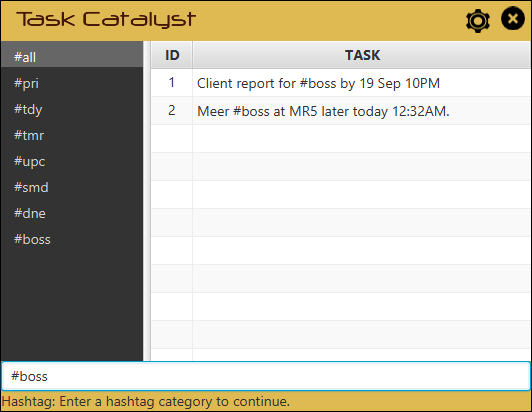 Task Catalyst
#all
#pri
#tdy
#tmr
#upc
#smd
#dne
#boss
ID TASK
1 Client report for #boss by 19 Sep 10PM
2 Meer #boss at MR5 later today 12:32AM.
#boss
Hashtag: Enter a hashtag category to continue.